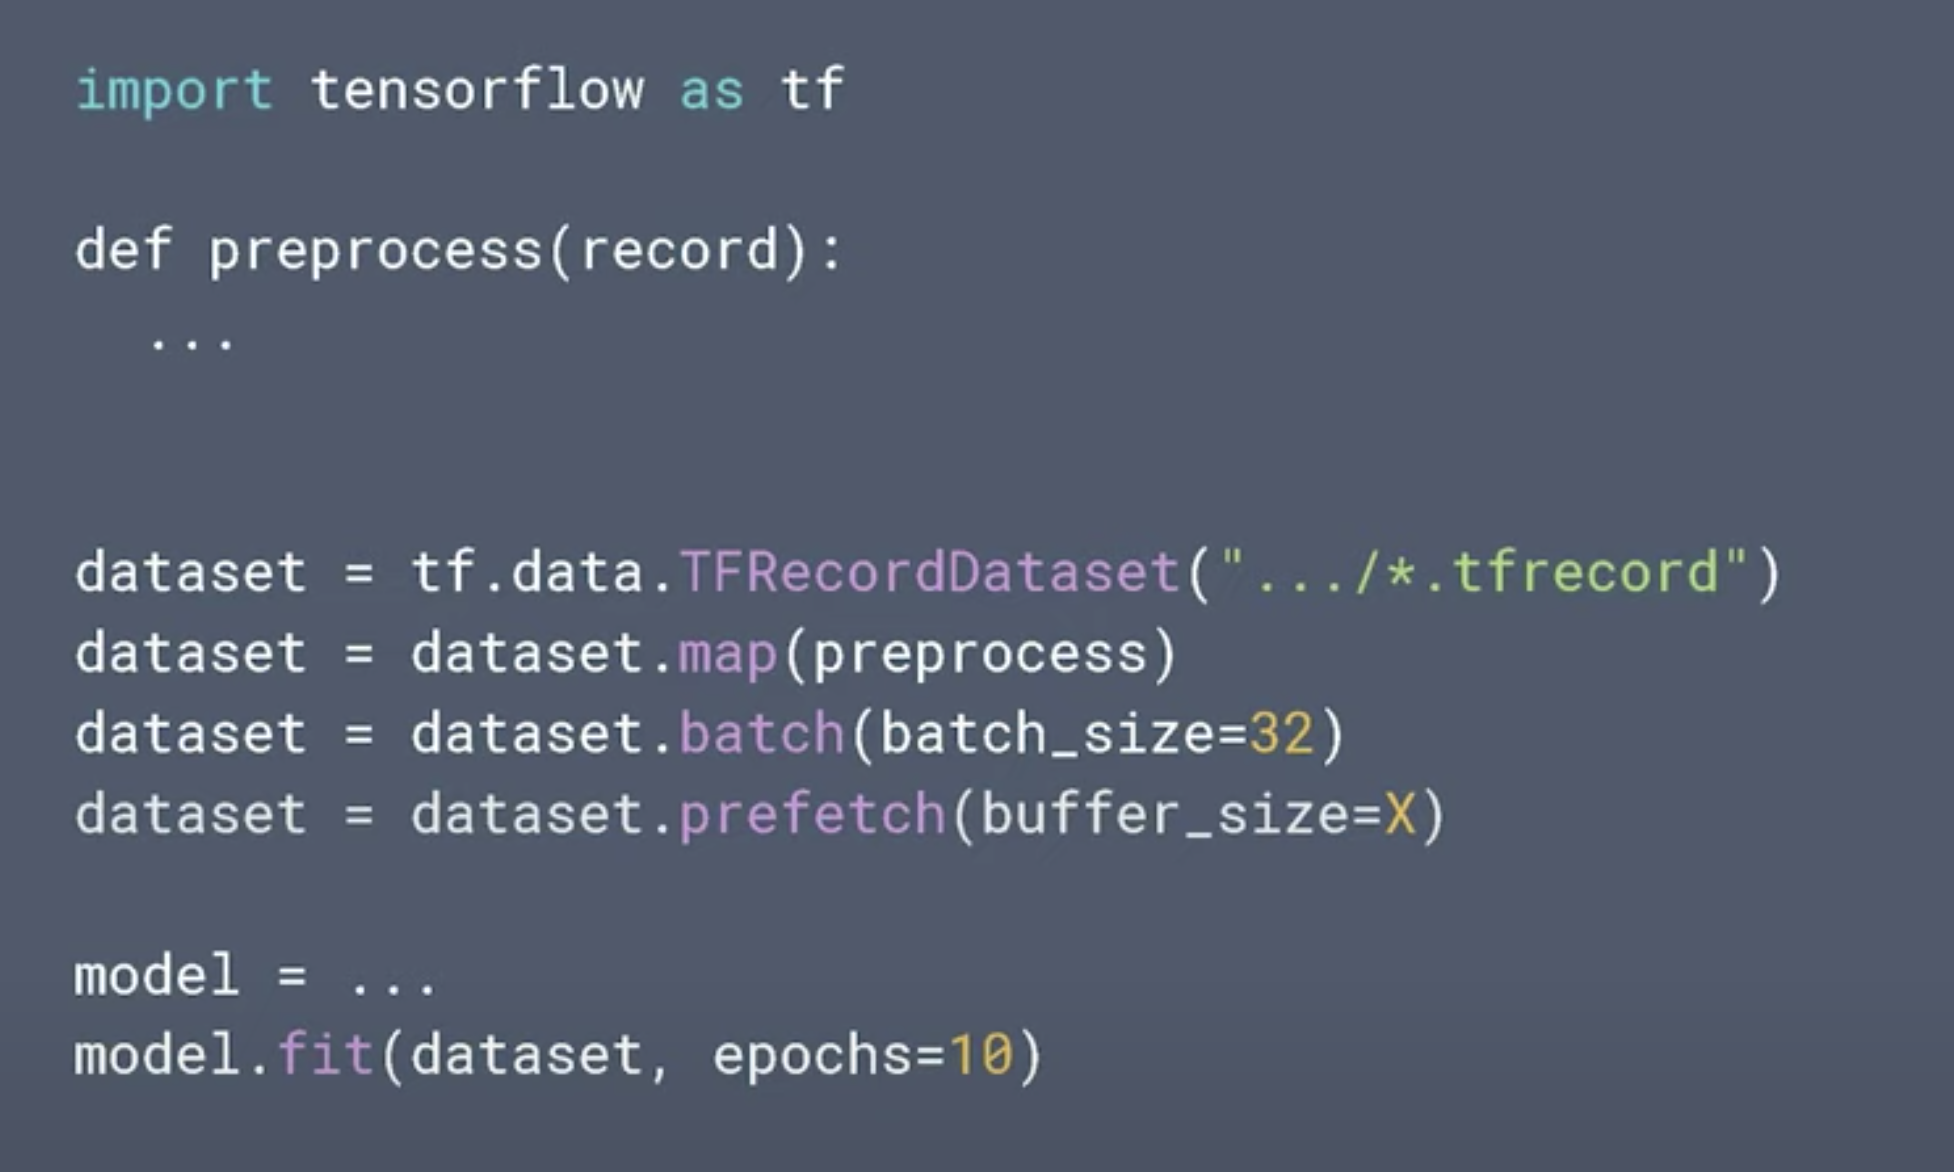 import tensorflow as tf
def preprocess(record):
  ...
dataset = tf.data.TFRecordDataset(".../*.tfrecord")
dataset = dataset.map(preprocess)
dataset = dataset.batch(batch_size=32)
dataset = dataset.prefetch(buffer_size=X)
model = ...
model.fit(dataset, epochs=10)